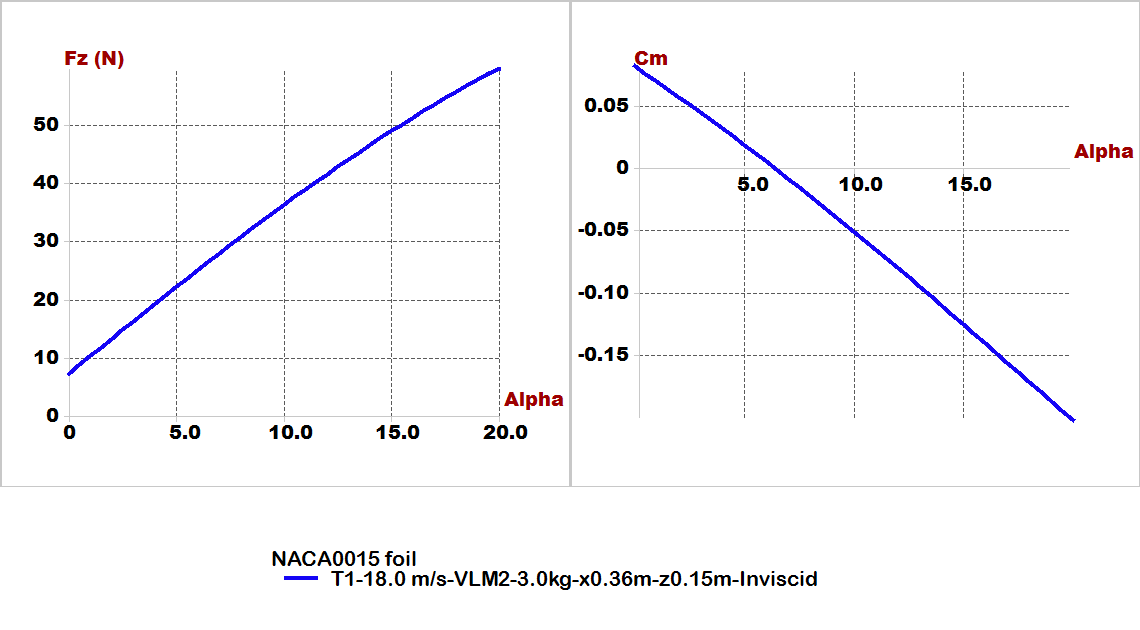 Fz (N)
50
40
30
20
10
0
Alpha
0 5.0 10.0 15.0 20.0
Cm
0.05
Alpha
0
5.0 10.0 15.0
-0.05
-0.10
-0.15
NACA0015 foil
T1-18.0 m/s-VLM2-3.0kg-x0.36m-z0.15m-Inviscid